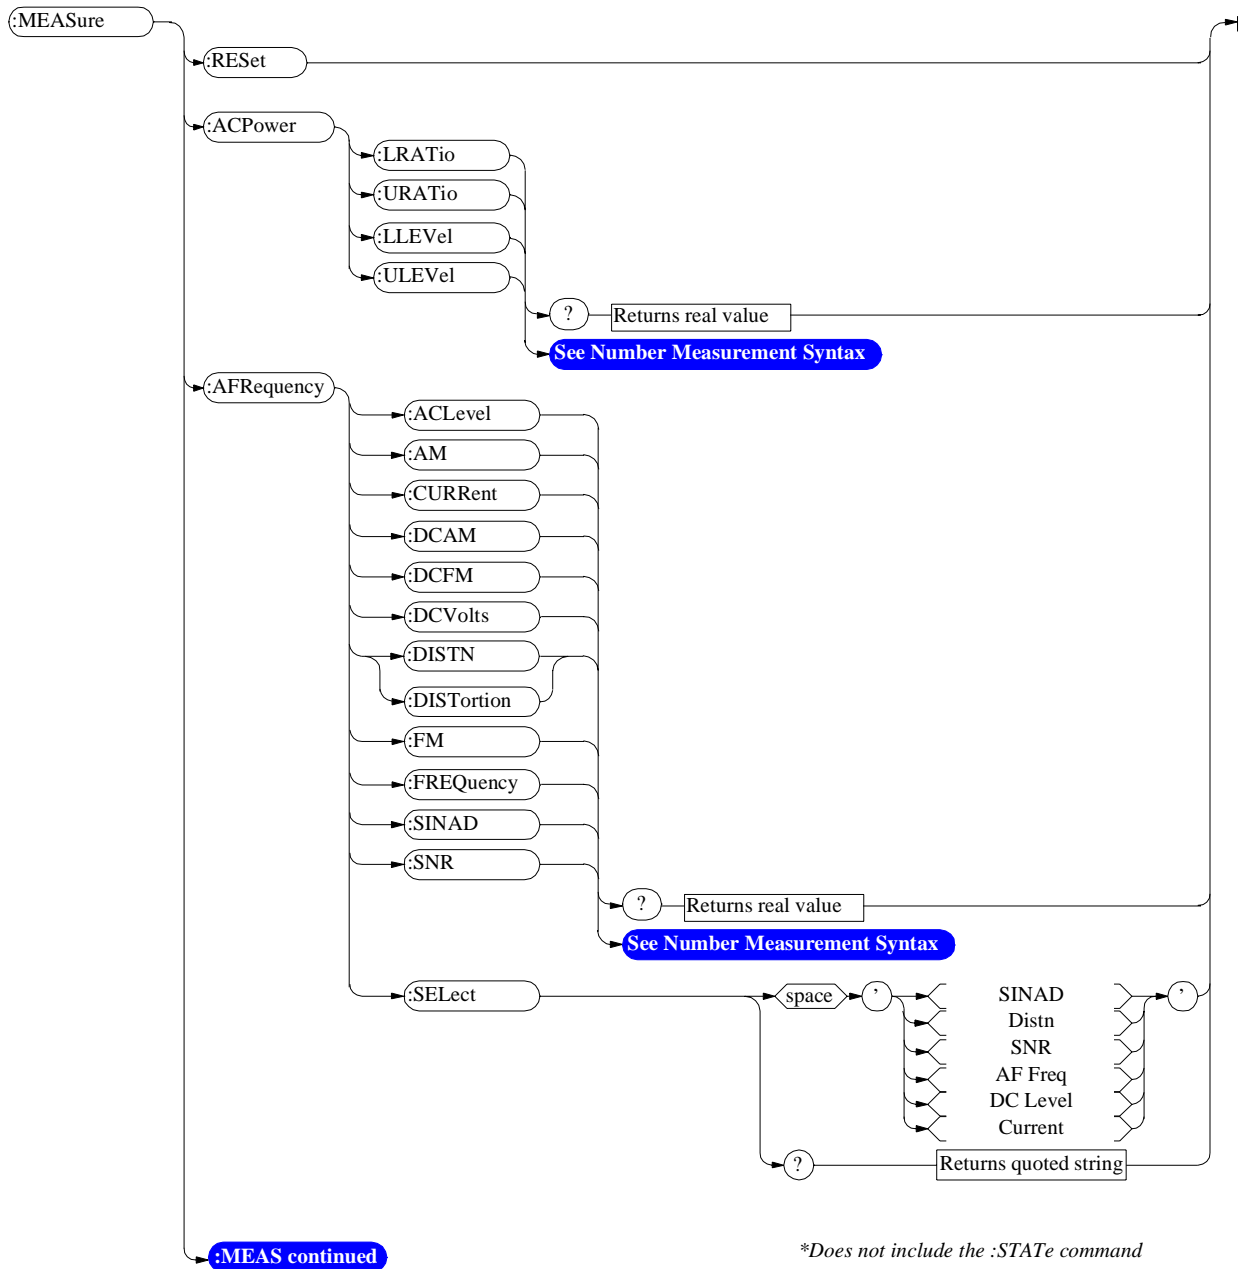 :MEASure
:RESet
:ACPower
:LRATio
:URATio
:LLEVel
:ULEVel
? Returns real value
See Number Measurement Syntax
:AFRequency
:ACLevel
:AM
:CURRent
:DCAM
:DCFM
:DCVolts
:DISTN
:DISTortion
:FM
:FREQuency
:SINAD
:SNR
? Returns real value
See Number Measurement Syntax
:SELect space ' SINAD '
Distn
SNR
AF Freq
DC Level
Current
? Returns quoted string
:MEAS continued
*Does not include the :STATe command